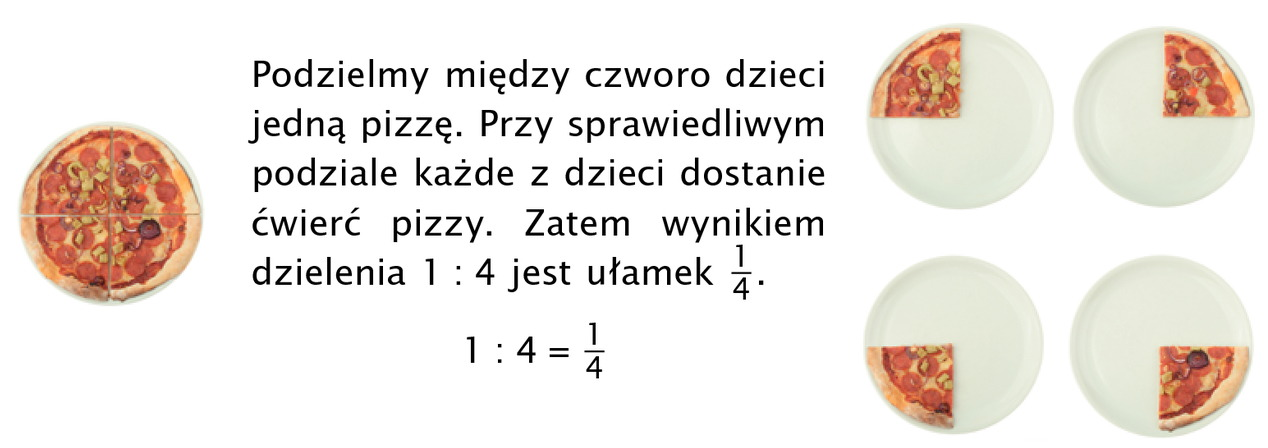 Podzielmy między czworo dzieci
jedną pizzę. Przy sprawiedliwym
podziale każde z dzieci dostanie
ćwierć pizzy. Zatem wynikiem
dzielenia 1 : 4 jest ułamek 1/4.
1 : 4 = 1/4